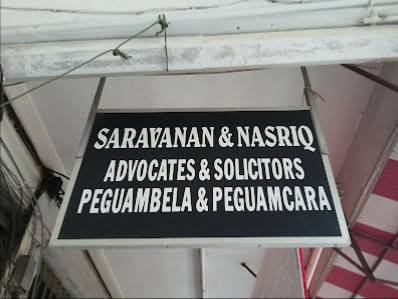 SARAVANAN & NASRIQ
ADVOCATES & SOLICITORS
PEGUAMBELA & PEGUAMCARA